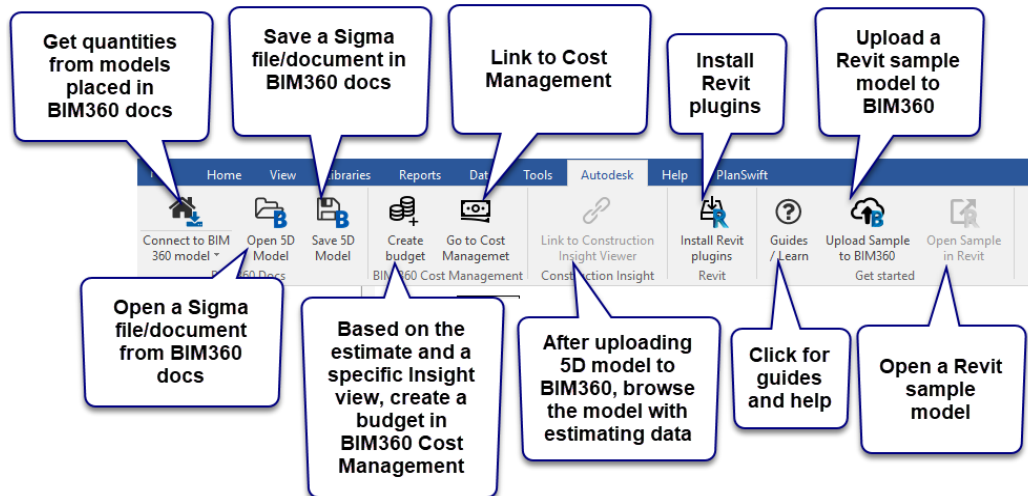 Get quantities
from models
placed in
BIM360 docs
Save a Sigma
file/document in
BIM360 docs
Link to Cost
Management
Install
Revit
plugins
Upload a
Revit sample
model to
BIM360
Home View Libraries Reports Dat Tools Autodesk Help PlanSwift
Connect to BIM
360 model
Open 5D
Model
Save 5D
Model
Create
budget
Go to Cost
Managemet
Link to Construction
Insight Viewer
Install Revit
plugins
Guides
/ Learn
Upload Sample
to BIM360
Open Sample
in Revit
360 Docs
BIM360 Cost Management
Construction Insight
Revit
Get started
Open a Sigma
file/document
from BIM360
docs
Based on the
estimate and a
specific Insight
view, create a
budget in
BIM360 Cost
Management
After uploading
5D model to
BIM360, browse
the model with
estimating data
Click for
guides
and help
Open a Revit
sample
model